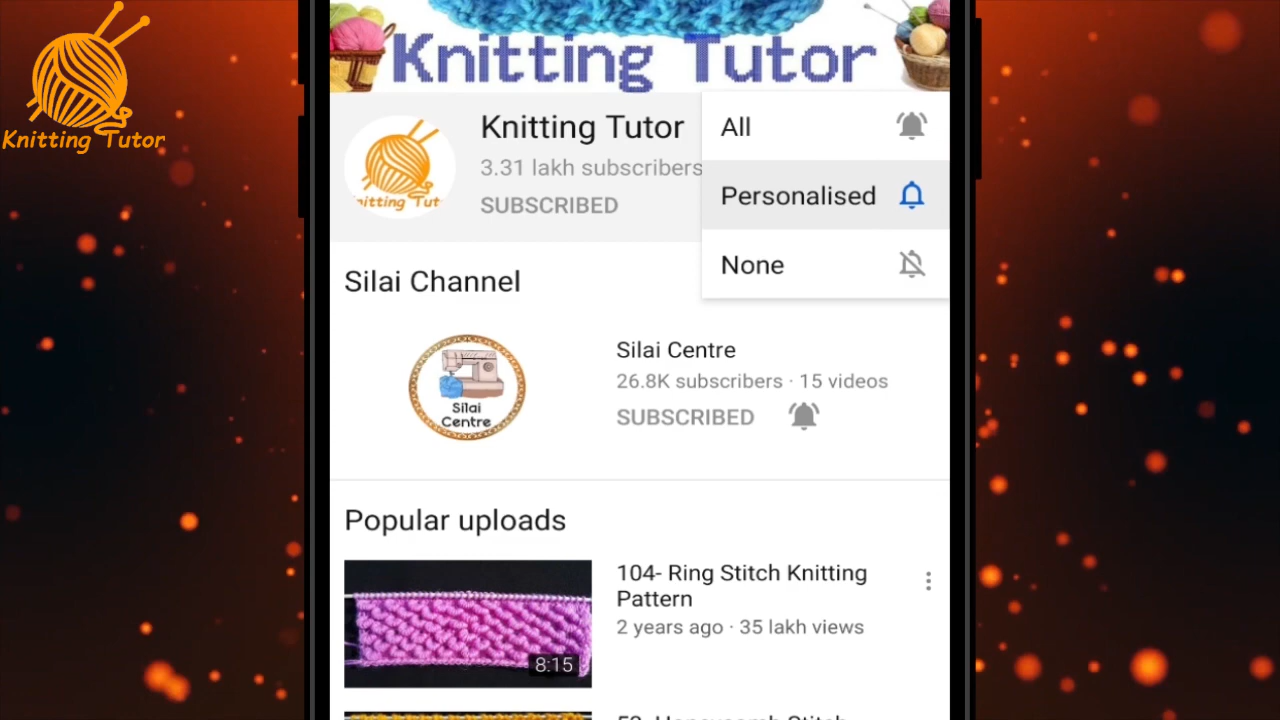 Knitting Tutor
Knitting Tutor
Knitting Tutor
3.31 lakh subscribers
SUBSCRIBED
nitting Tut
All
Personalised
None
Silai Channel
Silai
Centre
Silai Centre
26.8K subscribers · 15 videos
SUBSCRIBED
Popular uploads
104- Ring Stitch Knitting
Pattern
2 years ago · 35 lakh views
8:15